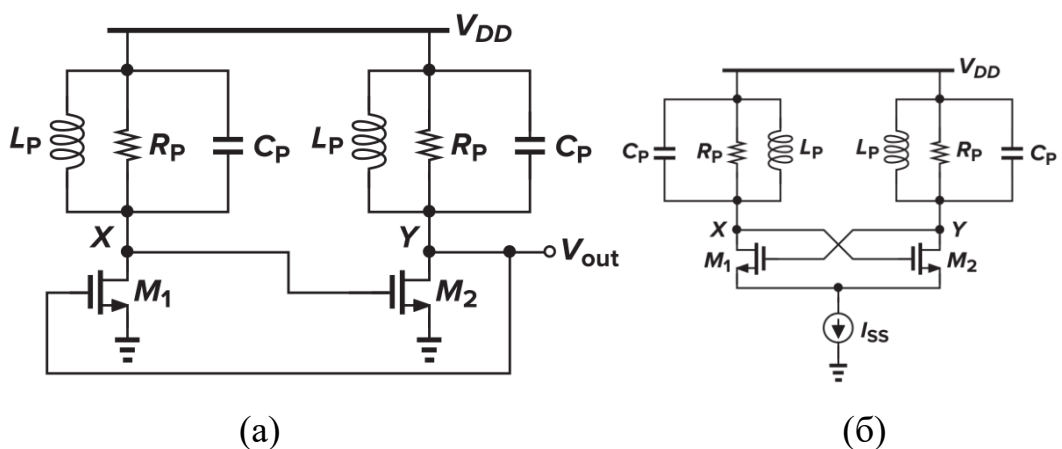 V_DD
L_P R_P C_P L_P R_P C_P
X Y V_out
M_1 M_2
(а)
V_DD
C_P R_P L_P L_P R_P C_P
X Y
M_1 M_2
I_SS
(б)